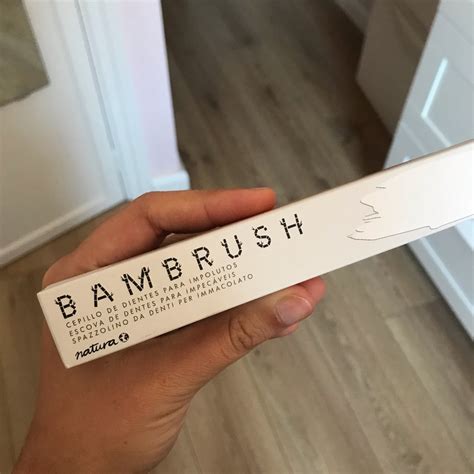 BAMBRUSH
CEPILLO DE DIENTES PARA IMPOLUTOS
ESCOVA DE DENTES PARA IMPECÁVEIS
SPAZZOLINO DA DENTI PER IMMACOLATO
natura